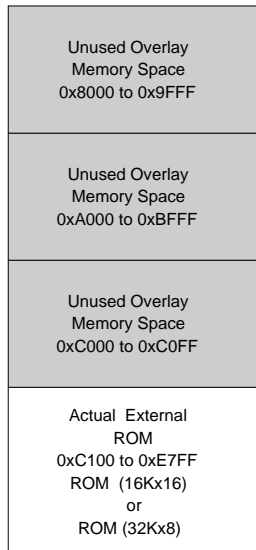 Unused Overlay
Memory Space
0x8000 to 0x9FFF
Unused Overlay
Memory Space
0xA000 to 0xBFFF
Unused Overlay
Memory Space
0xC000 to 0xC0FF
Actual External
ROM
0xC100 to 0xE7FF
ROM (16Kx16)
or
ROM (32Kx8)